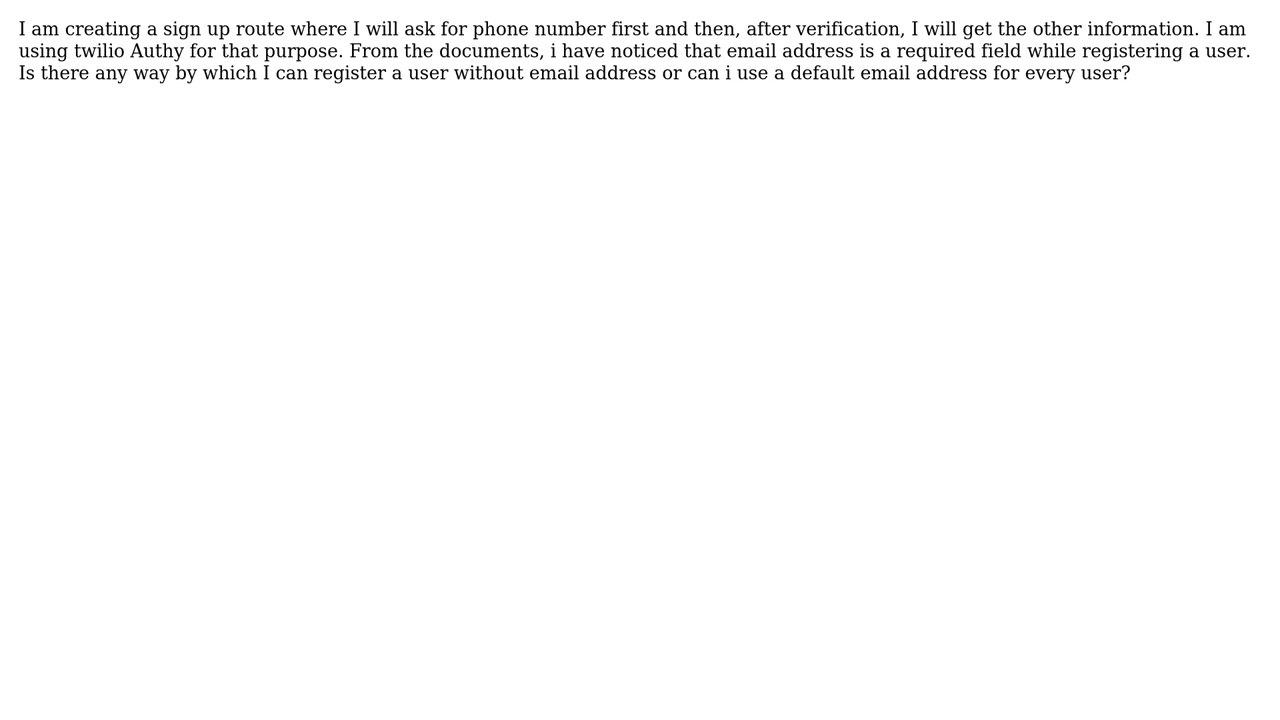 I am creating a sign up route where I will ask for phone number first and then, after verification, I will get the other information. I am
using twilio Authy for that purpose. From the documents, i have noticed that email address is a required field while registering a user.
Is there any way by which I can register a user without email address or can i use a default email address for every user?